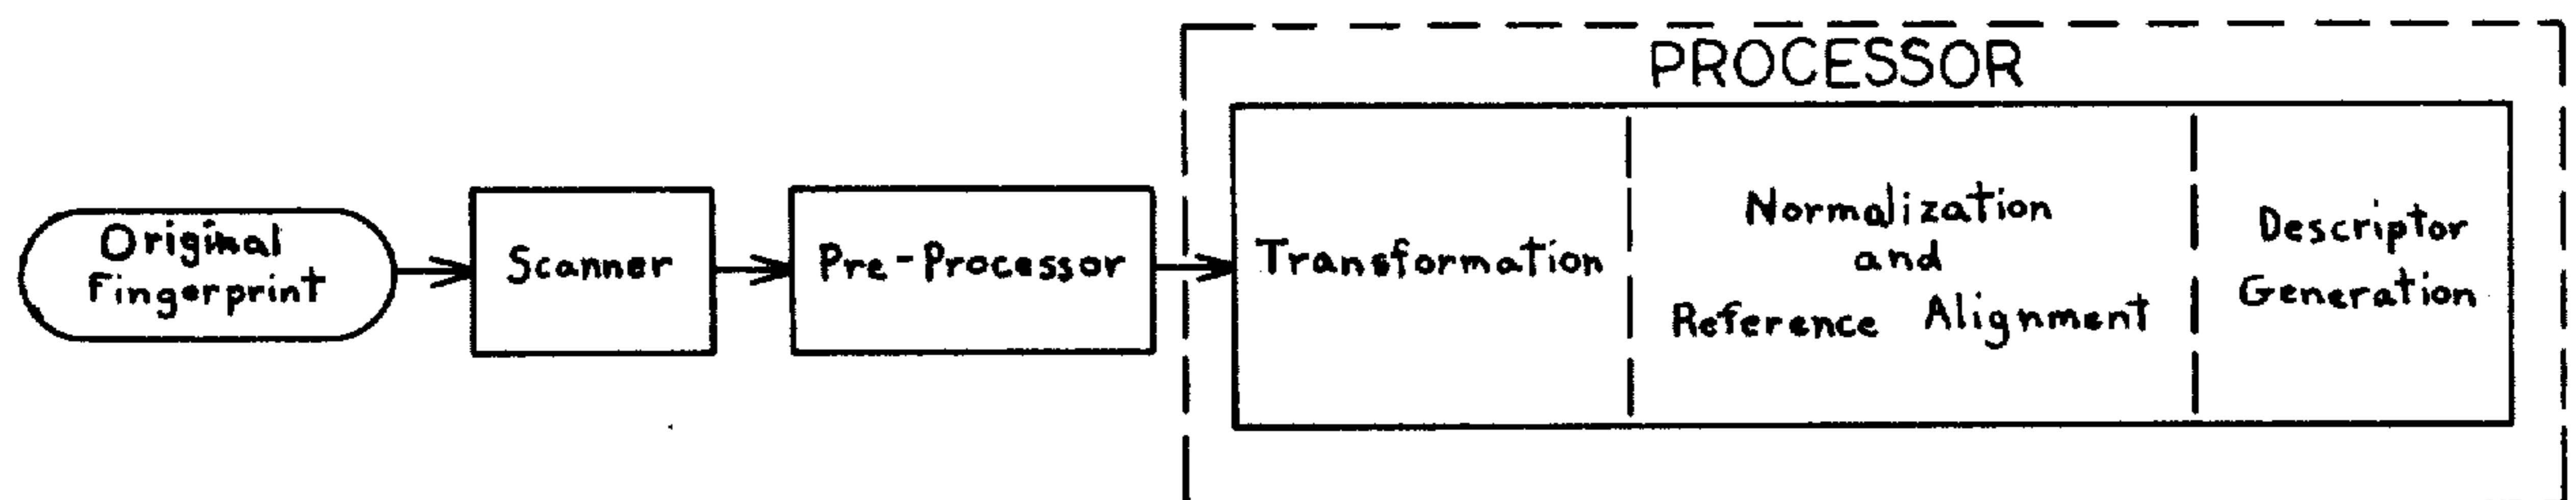 PROCESSOR
Original
Fingerprint
Scanner
Pre-Processor
Transformation
Normalization
and
Reference Alignment
Descriptor
Generation